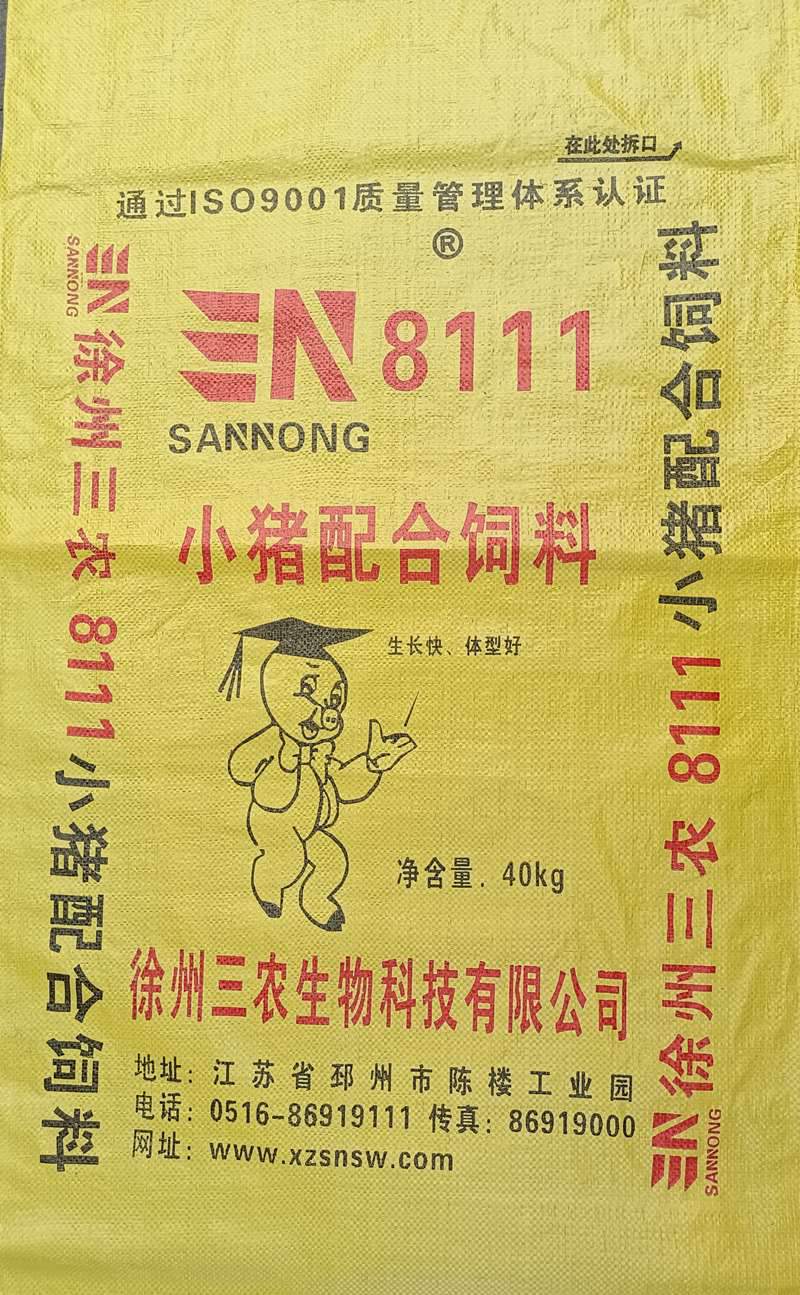 在此处拆口
通过ISO9001质量管理体系认证
®
8111
SANNONG
小猪配合饲料
生长快、体型好
净含量. 40kg
徐州三农生物科技有限公司
地址: 江苏省邳州市陈楼工业园
电话: 0516-86919111 传真: 86919000
网址: www.xzsnsw.com
SANNONG 徐州三农 8111 小猪配合饲料
SANNONG 徐州三农 8111 小猪配合饲料